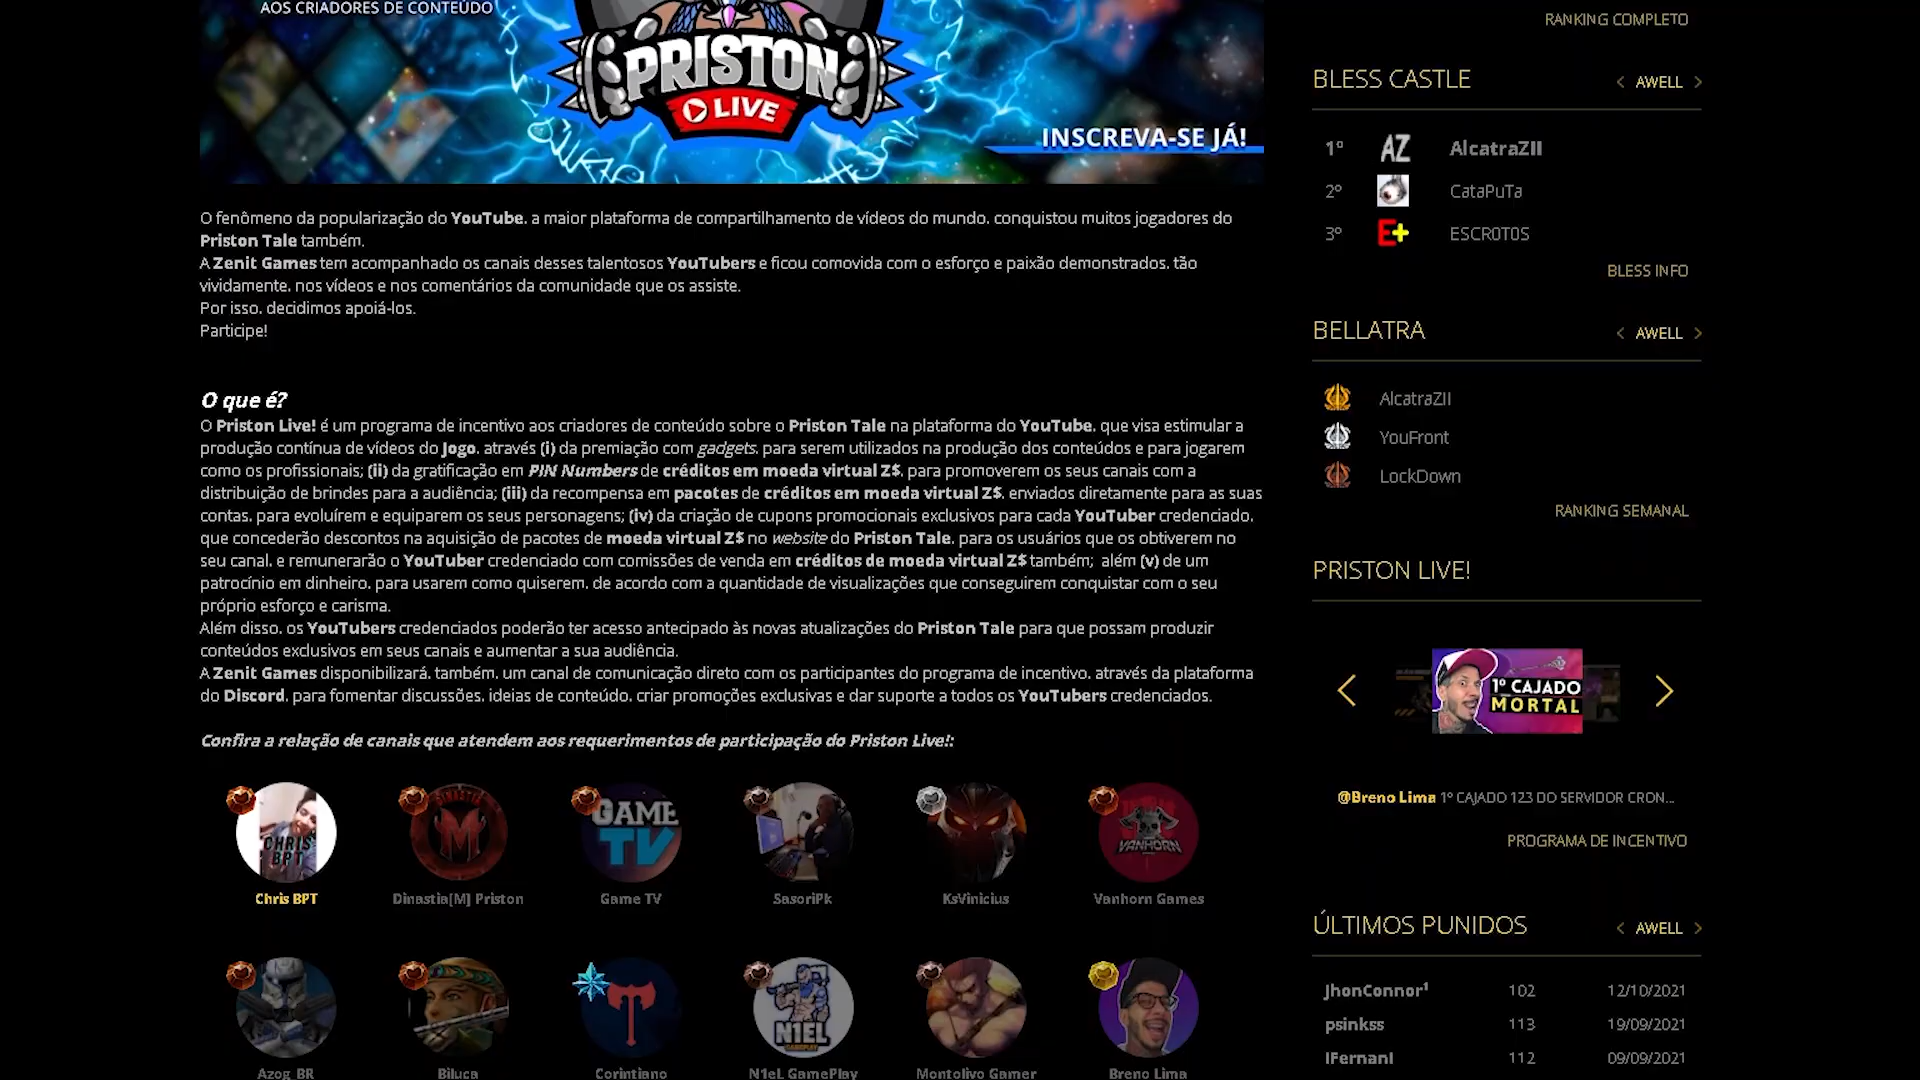 AOS CRIADORES DE CONTEÚDO
PRISTON
LIVE
INSCREVA-SE JÁ!
O fenômeno da popularização do YouTube. a maior plataforma de compartilhamento de vídeos do mundo. conquistou muitos jogadores do
Priston Tale também.
A Zenit Games tem acompanhado os canais desses talentosos YouTubers e ficou comovida com o esforço e paixão demonstrados. tão
vividamente. nos vídeos e nos comentários da comunidade que os assiste.
Por isso. decidimos apoiá-los.
Participe!
O que é?
O Priston Live! é um programa de incentivo aos criadores de conteúdo sobre o Priston Tale na plataforma do YouTube. que visa estimular a
produção contínua de vídeos do Jogo. através (i) da premiação com gadgets. para serem utilizados na produção dos conteúdos e para jogarem
como os profissionais; (ii) da gratificação em PIN Numbers de créditos em moeda virtual Z$. para promoverem os seus canais com a
distribuição de brindes para a audiência; (iii) da recompensa em pacotes de créditos em moeda virtual Z$. enviados diretamente para as suas
contas. para evoluírem e equiparem os seus personagens; (iv) da criação de cupons promocionais exclusivos para cada YouTuber credenciado.
que concederão descontos na aquisição de pacotes de moeda virtual Z$ no website do Priston Tale. para os usuários que os obtiverem no
seu canal. e remunerarão o YouTuber credenciado com comissões de venda em créditos de moeda virtual Z$ também; além (v) de um
patrocínio em dinheiro. para usarem como quiserem. de acordo com a quantidade de visualizações que conseguirem conquistar com o seu
próprio esforço e carisma.
Além disso. os YouTubers credenciados poderão ter acesso antecipado às novas atualizações do Priston Tale para que possam produzir
conteúdos exclusivos em seus canais e aumentar a sua audiência.
A Zenit Games disponibilizará. também. um canal de comunicação direto com os participantes do programa de incentivo. através da plataforma
do Discord. para fomentar discussões. ideias de conteúdo. criar promoções exclusivas e dar suporte a todos os YouTubers credenciados.
Confira a relação de canais que atendem aos requerimentos de participação do Priston Live!:
CHRIS BPT
DINASTIA M
GAME TV
VANHORN
Chris BPT
Dinastia[M] Priston
Game TV
SasoriPk
KsVinicius
Vanhorn Games
N1EL
GAMEPLAY
Azog_BR
Biluca
Corintiano
N1eL GamePlay
Montolivo Gamer
Breno Lima
RANKING COMPLETO
BLESS CASTLE < AWELL >
1º AZ AlcatraZII
2º CataPuTa
3º E+ ESCR0T0S
BLESS INFO
BELLATRA < AWELL >
AlcatraZII
YouFront
LockDown
RANKING SEMANAL
PRISTON LIVE!
1º CAJADO
MORTAL
@Breno Lima 1º CAJADO 123 DO SERVIDOR CRON...
PROGRAMA DE INCENTIVO
ÚLTIMOS PUNIDOS < AWELL >
JhonConnor¹ 102 12/10/2021
psinkss 113 19/09/2021
IFernanI 112 09/09/2021